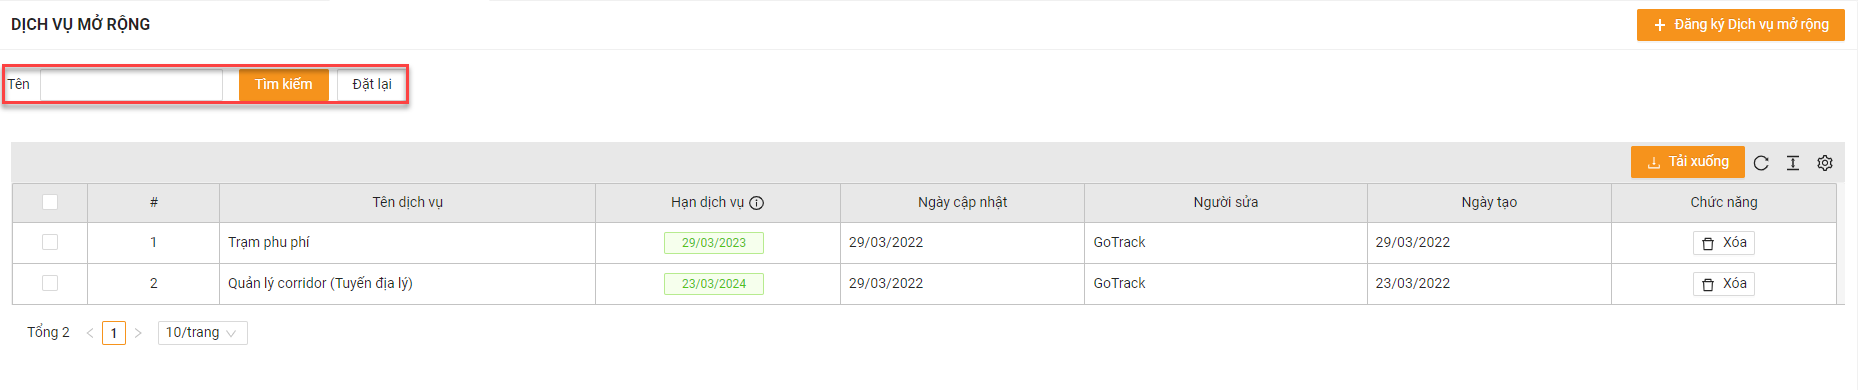 DỊCH VỤ MỞ RỘNG
+ Đăng ký Dịch vụ mở rộng
Tên Tìm kiếm Đặt lại
Tải xuống
# Tên dịch vụ Hạn dịch vụ Ngày cập nhật Người sửa Ngày tạo Chức năng
1 Trạm phu phí 29/03/2023 29/03/2022 GoTrack 29/03/2022 Xóa
2 Quản lý corridor (Tuyến địa lý) 23/03/2024 29/03/2022 GoTrack 23/03/2022 Xóa
Tổng 2 < 1 > 10/trang